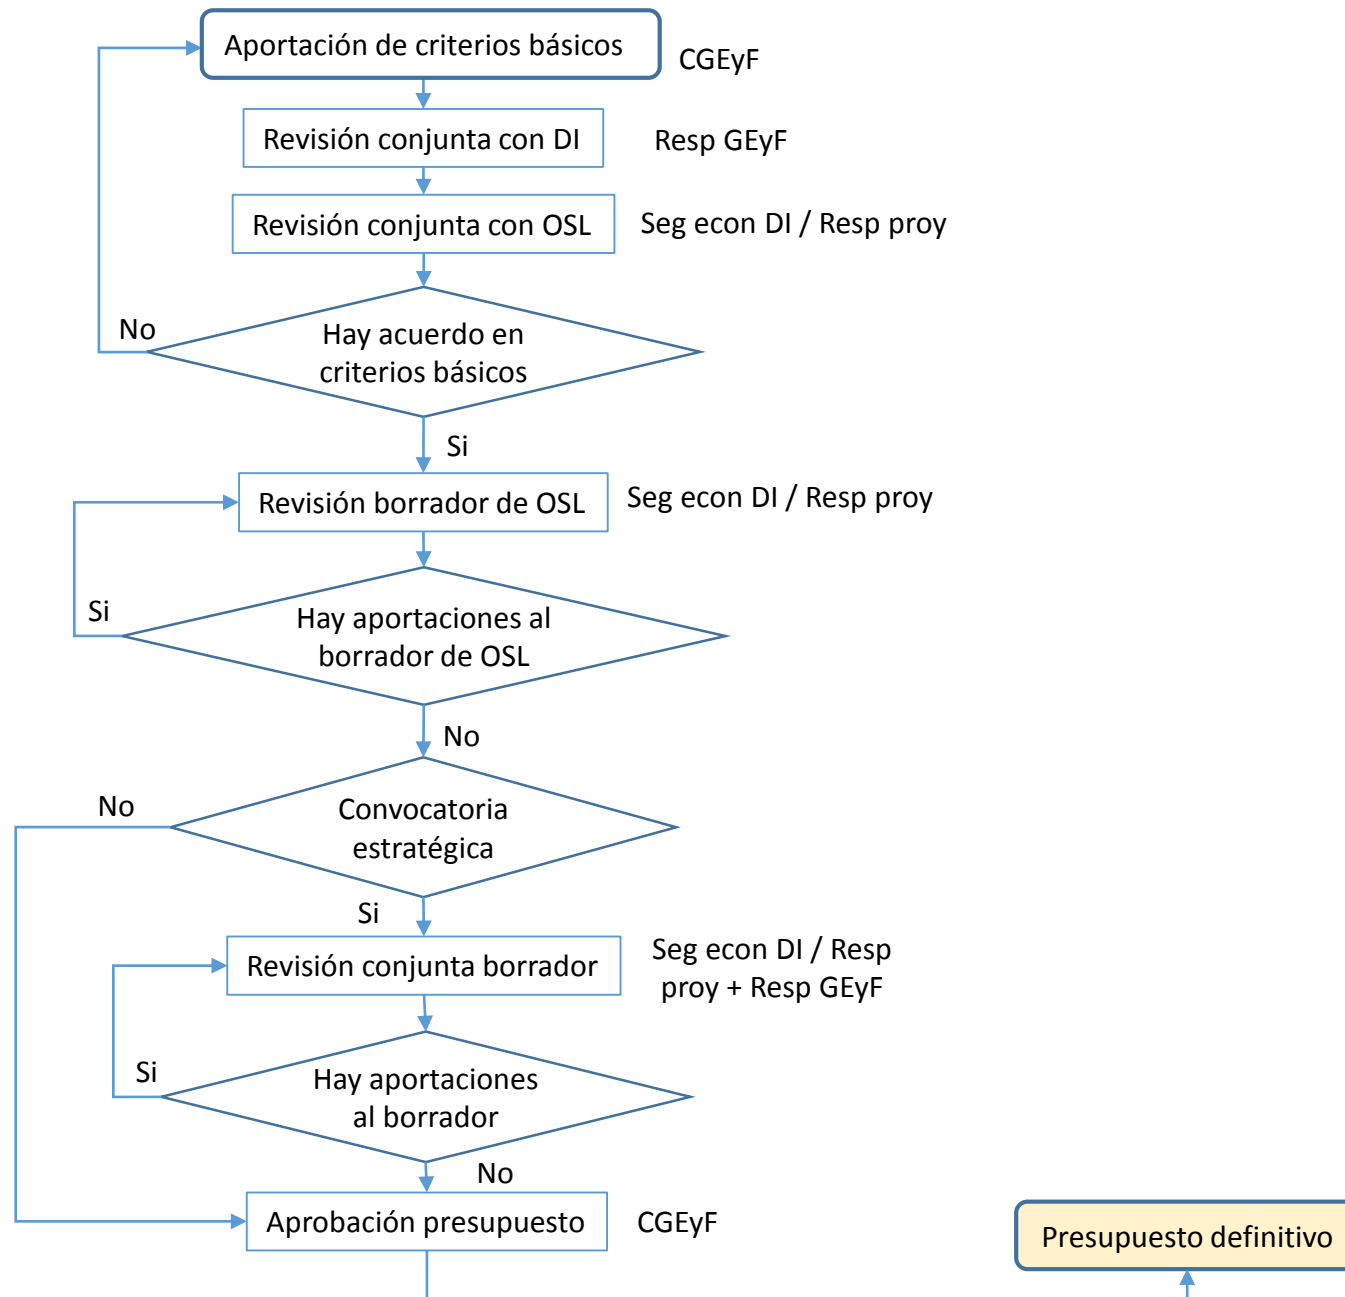 Aportación de criterios básicos
CGEyF
Revisión conjunta con DI
Resp GEyF
Revisión conjunta con OSL
Seg econ DI / Resp proy
No
Hay acuerdo en
criterios básicos
Si
Revisión borrador de OSL
Seg econ DI / Resp proy
Si
Hay aportaciones al
borrador de OSL
No
No
Convocatoria
estratégica
Si
Revisión conjunta borrador
Seg econ DI / Resp
proy + Resp GEyF
Si
Hay aportaciones
al borrador
No
Aprobación presupuesto
CGEyF
Presupuesto definitivo